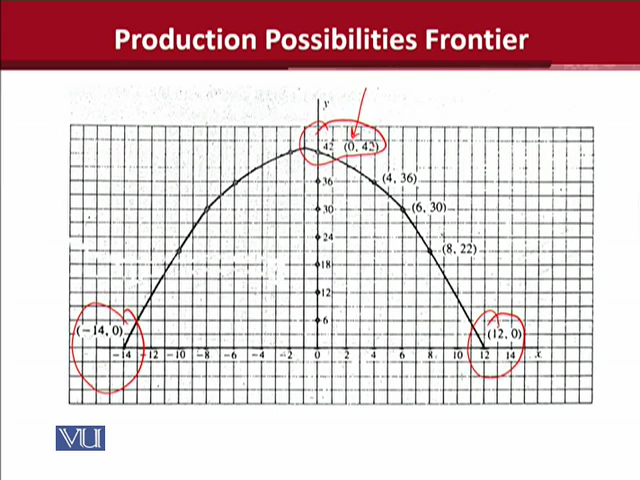 Production Possibilities Frontier
y
42 (0, 42)
36 (4, 36)
30 (6, 30)
24 (8, 22)
18
12
6
(−14, 0) (12, 0)
−14 −12 −10 −8 −6 −4 −2 0 2 4 6 8 10 12 14 x
VU